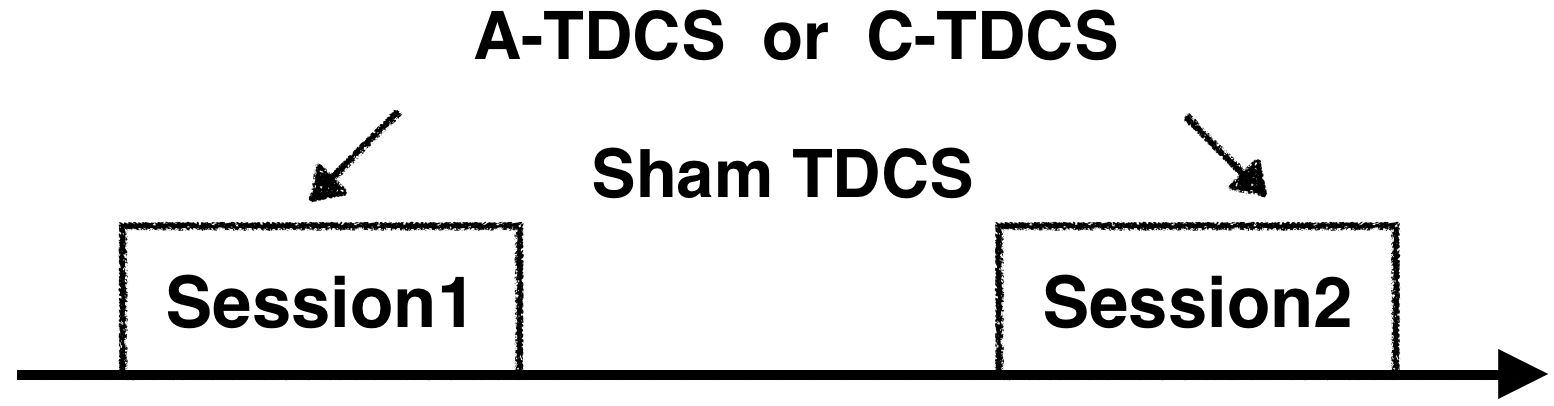 A-TDCS or C-TDCS
Sham TDCS
Session1
Session2